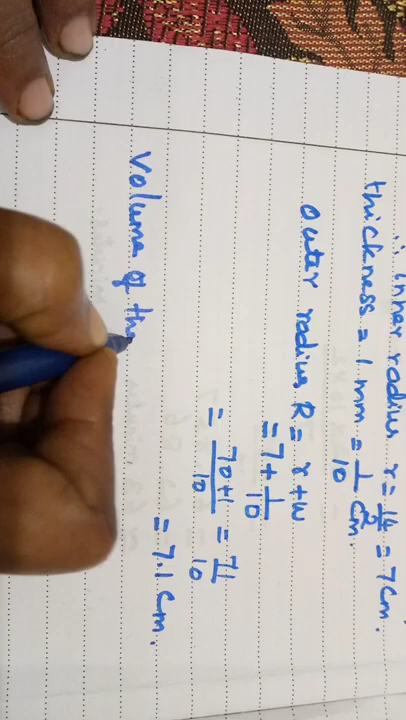 ∴ inner radius r = 14/2 = 7 cm.
thickness = 1 mm = 1/10 cm.
outer radius R = r + w
= 7 + 1/10
= 70+1/10 = 71/10
= 7.1 cm.
Volume of the